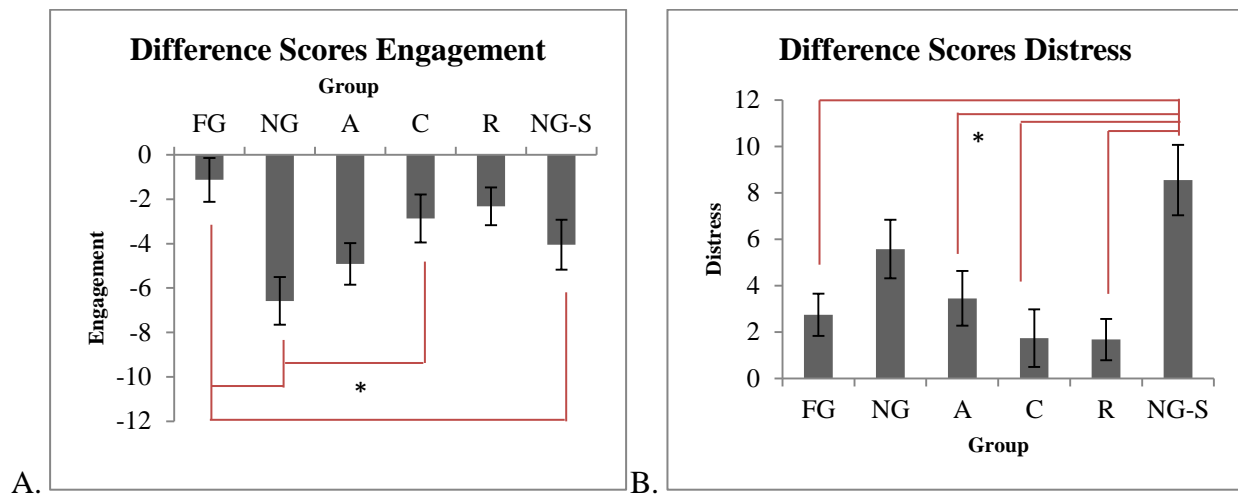 Difference Scores Engagement
Group
FG NG A C R NG-S
0
-2
-4
-6
-8
-10
-12
Engagement
*
A.
Difference Scores Distress
12
10
8
6
4
2
0
Distress
*
FG NG A C R NG-S
Group
B.